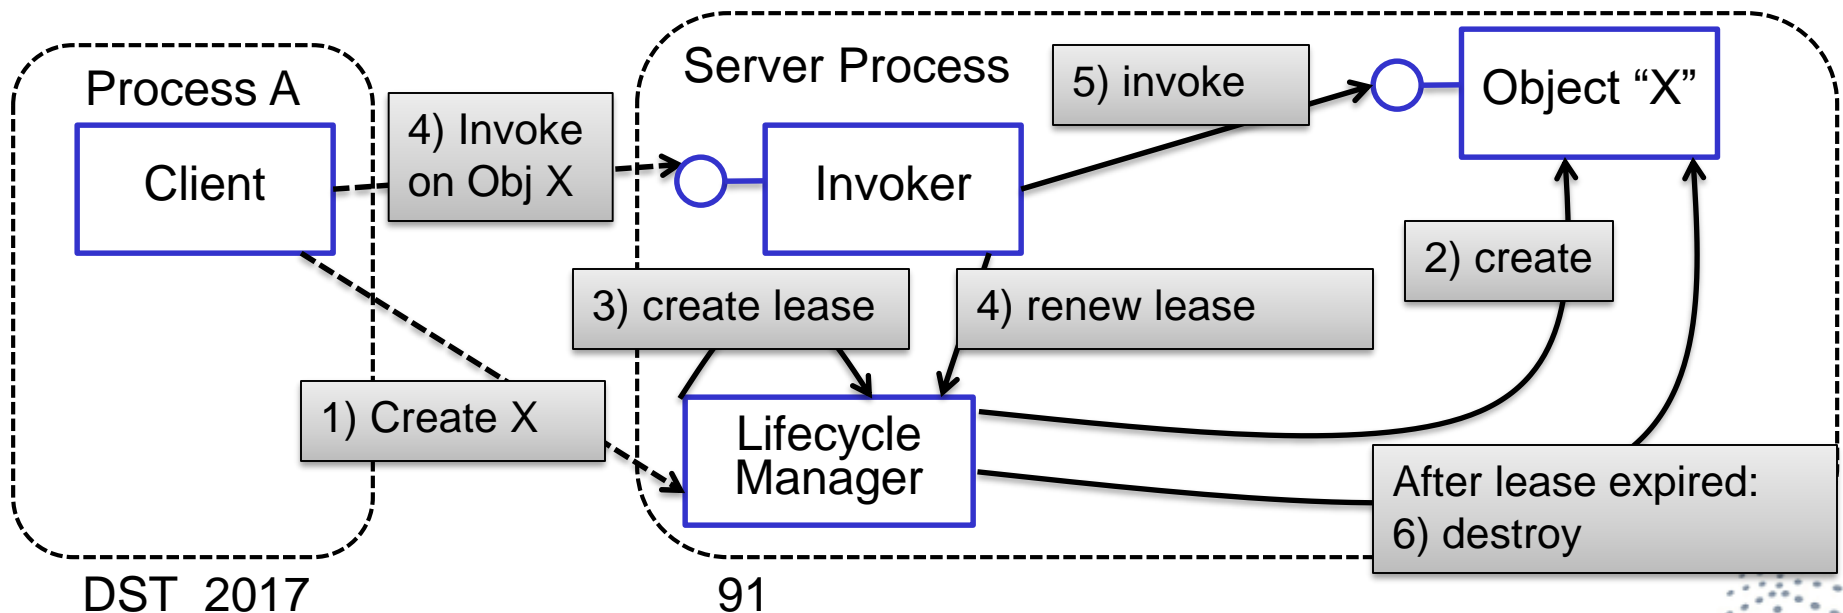 Process A
Client
4) Invoke
on Obj X
Server Process
5) invoke
Object “X”
Invoker
2) create
3) create lease
4) renew lease
1) Create X
Lifecycle
Manager
After lease expired:
6) destroy
DST 2017
91